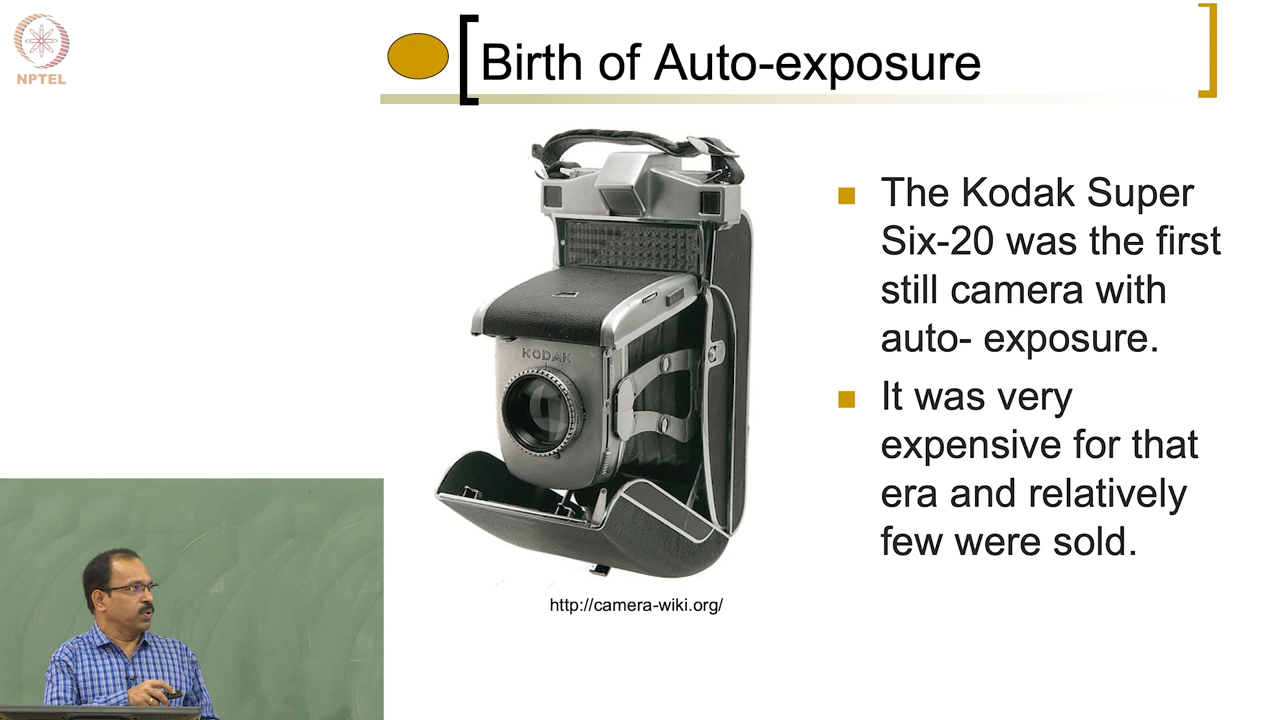 NPTEL
Birth of Auto-exposure
KODAK
The Kodak Super
Six-20 was the first
still camera with
auto- exposure.
It was very
expensive for that
era and relatively
few were sold.
http://camera-wiki.org/